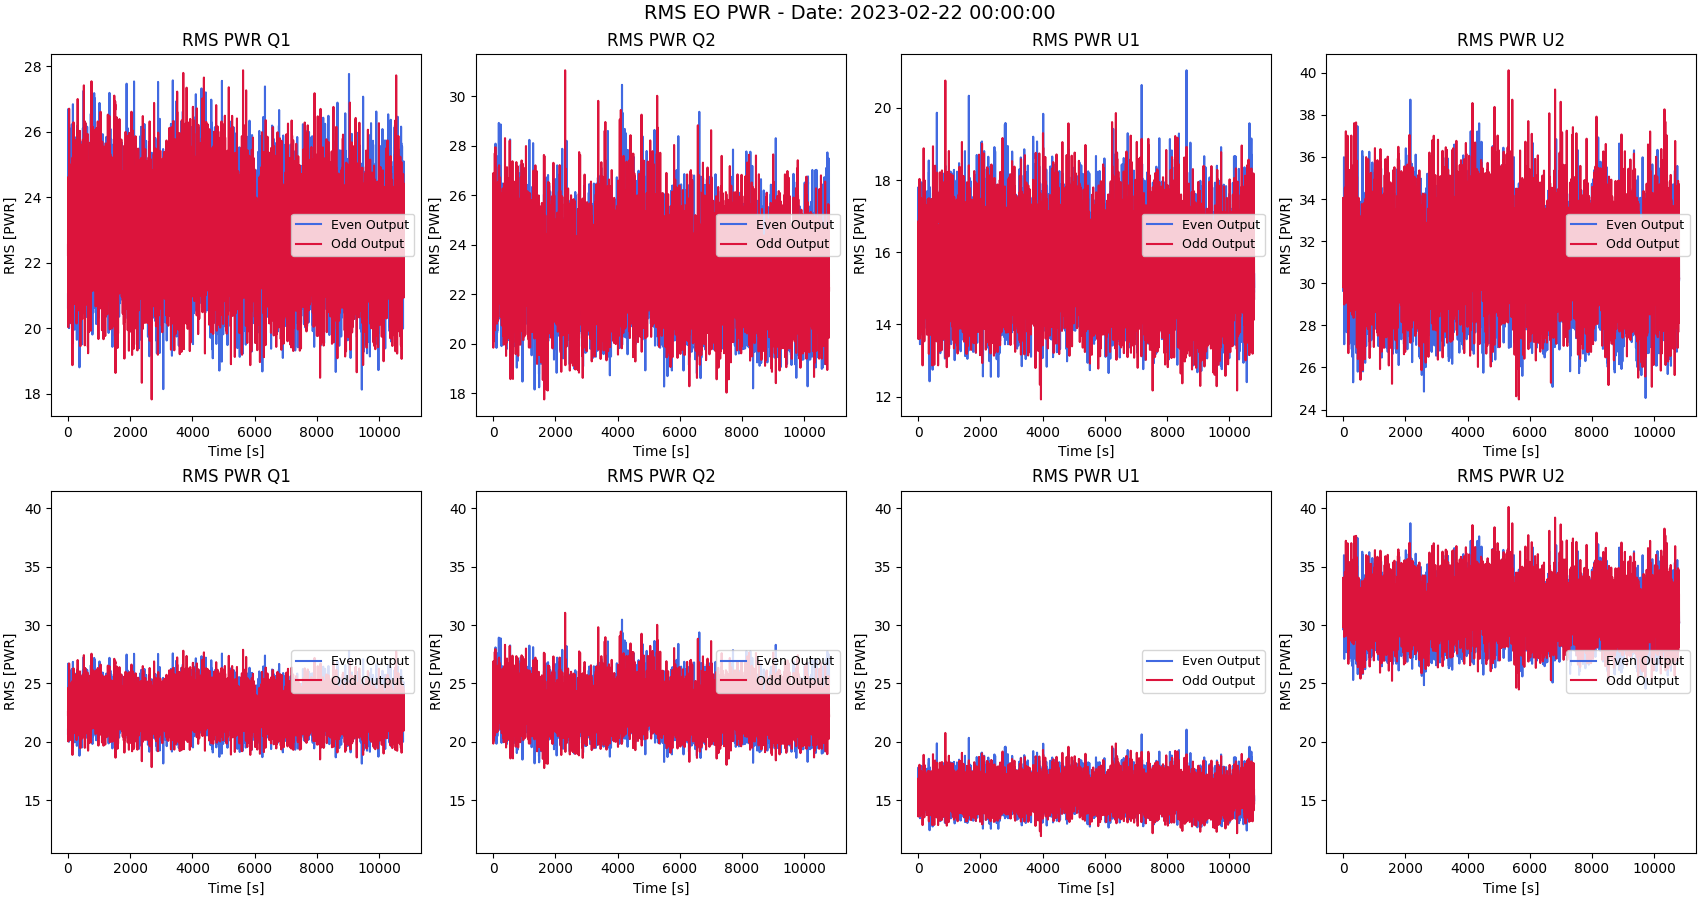 RMS EO PWR - Date: 2023-02-22 00:00:00
RMS PWR Q1
RMS [PWR]
28
26
24
22
20
18
Even Output
Odd Output
0 2000 4000 6000 8000 10000
Time [s]
RMS PWR Q2
RMS [PWR]
30
28
26
24
22
20
18
Even Output
Odd Output
0 2000 4000 6000 8000 10000
Time [s]
RMS PWR U1
RMS [PWR]
20
18
16
14
12
Even Output
Odd Output
0 2000 4000 6000 8000 10000
Time [s]
RMS PWR U2
RMS [PWR]
40
38
36
34
32
30
28
26
24
Even Output
Odd Output
0 2000 4000 6000 8000 10000
Time [s]
RMS PWR Q1
RMS [PWR]
40
35
30
25
20
15
Even Output
Odd Output
0 2000 4000 6000 8000 10000
Time [s]
RMS PWR Q2
RMS [PWR]
40
35
30
25
20
15
Even Output
Odd Output
0 2000 4000 6000 8000 10000
Time [s]
RMS PWR U1
RMS [PWR]
40
35
30
25
20
15
Even Output
Odd Output
0 2000 4000 6000 8000 10000
Time [s]
RMS PWR U2
RMS [PWR]
40
35
30
25
20
15
Even Output
Odd Output
0 2000 4000 6000 8000 10000
Time [s]